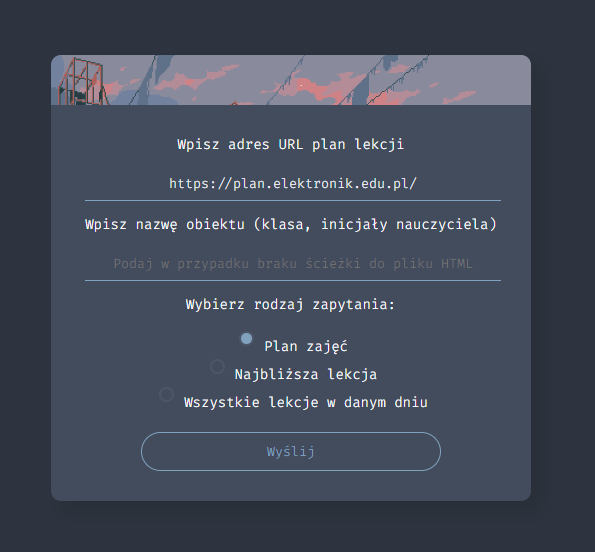 Wpisz adres URL plan lekcji
https://plan.elektronik.edu.pl/
Wpisz nazwę obiektu (klasa, inicjały nauczyciela)
Podaj w przypadku braku ścieżki do pliku HTML
Wybierz rodzaj zapytania:
Plan zajęć
Najbliższa lekcja
Wszystkie lekcje w danym dniu
Wyślij